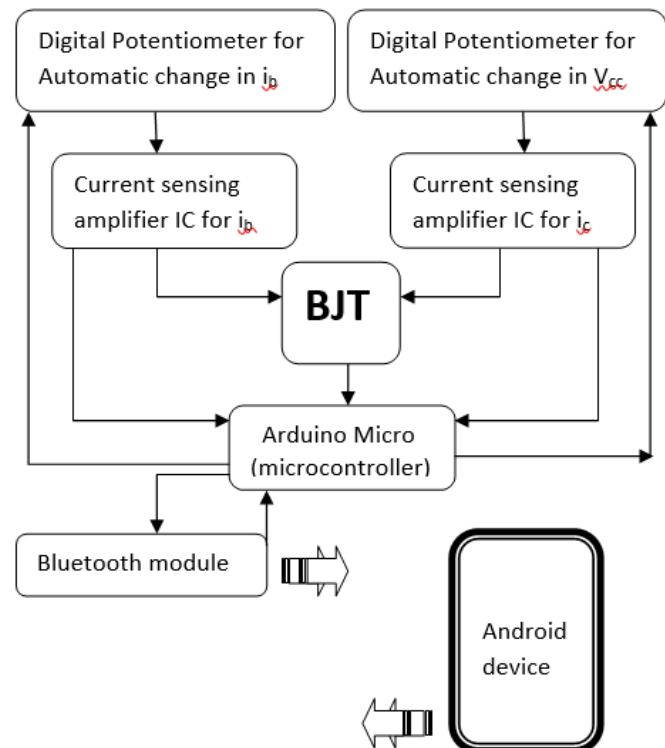 Digital Potentiometer for
Automatic change in ib
Digital Potentiometer for
Automatic change in Vcc
Current sensing
amplifier IC for ib
Current sensing
amplifier IC for ic
BJT
Arduino Micro
(microcontroller)
Bluetooth module
Android
device